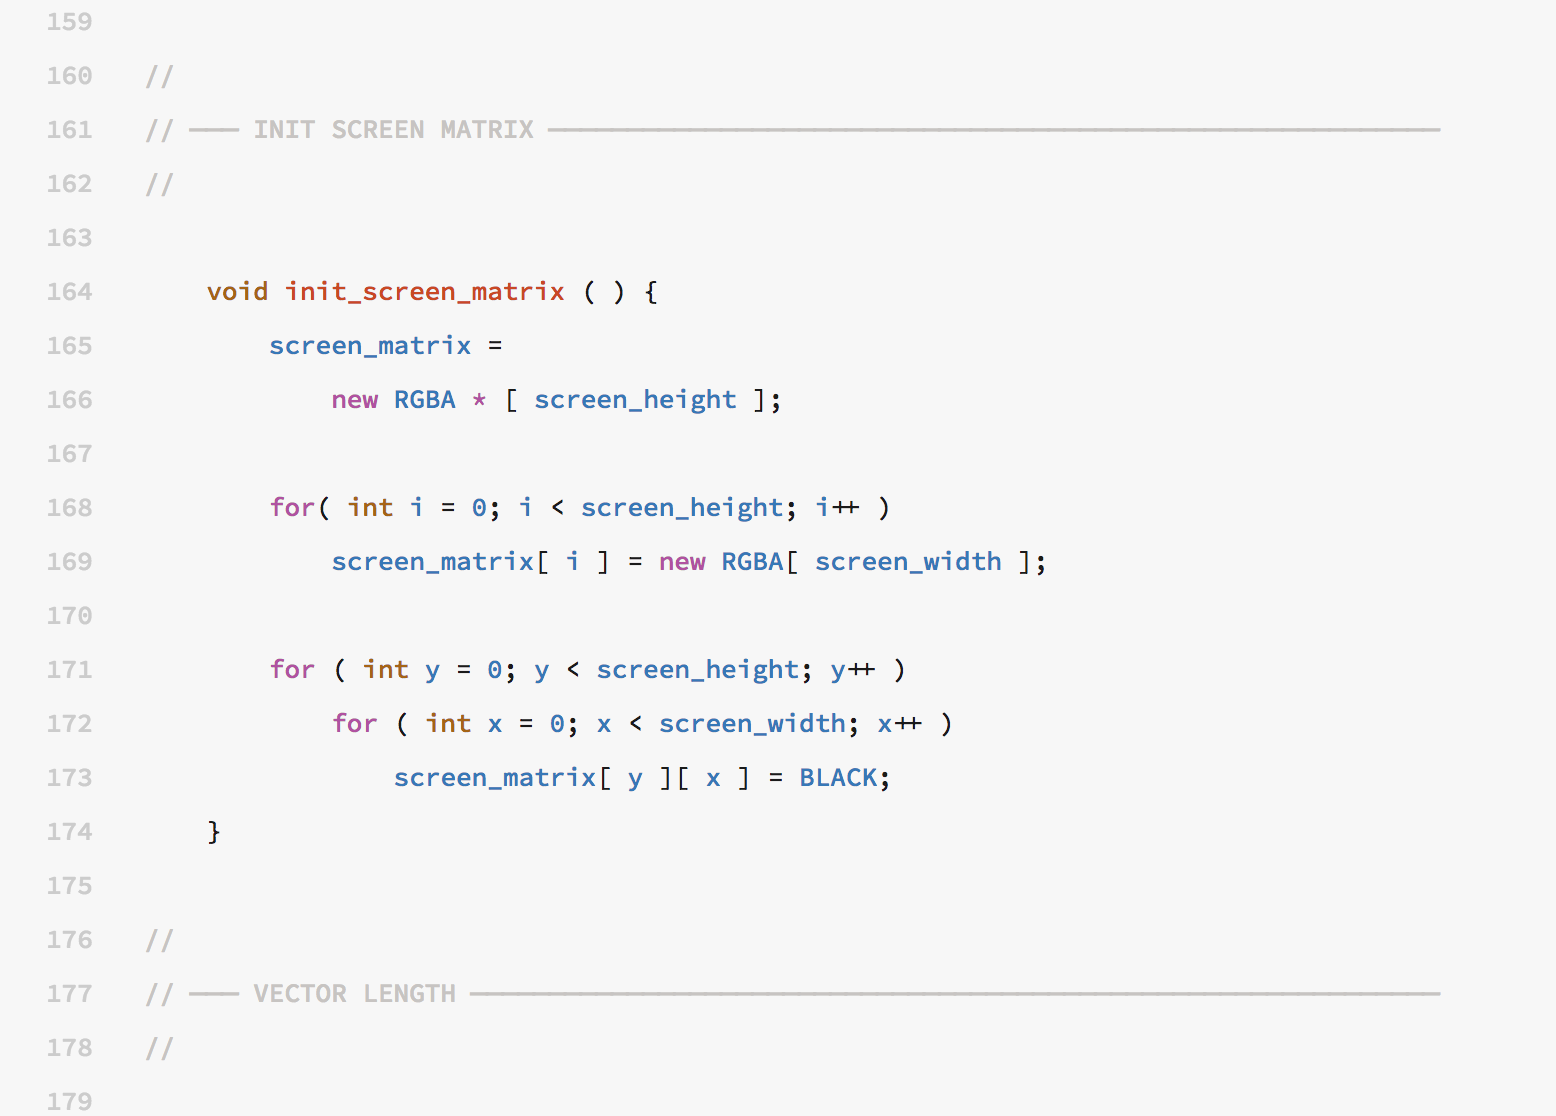 159
160 //
161 // ──── INIT SCREEN MATRIX ─────────────────────────────────────────────────────────
162 //
163
164     void init_screen_matrix ( ) {
165         screen_matrix =
166             new RGBA * [ screen_height ];
167
168         for( int i = 0; i < screen_height; i++ )
169             screen_matrix[ i ] = new RGBA[ screen_width ];
170
171         for ( int y = 0; y < screen_height; y++ )
172             for ( int x = 0; x < screen_width; x++ )
173                 screen_matrix[ y ][ x ] = BLACK;
174     }
175
176 //
177 // ──── VECTOR LENGTH ──────────────────────────────────────────────────────────────
178 //
179